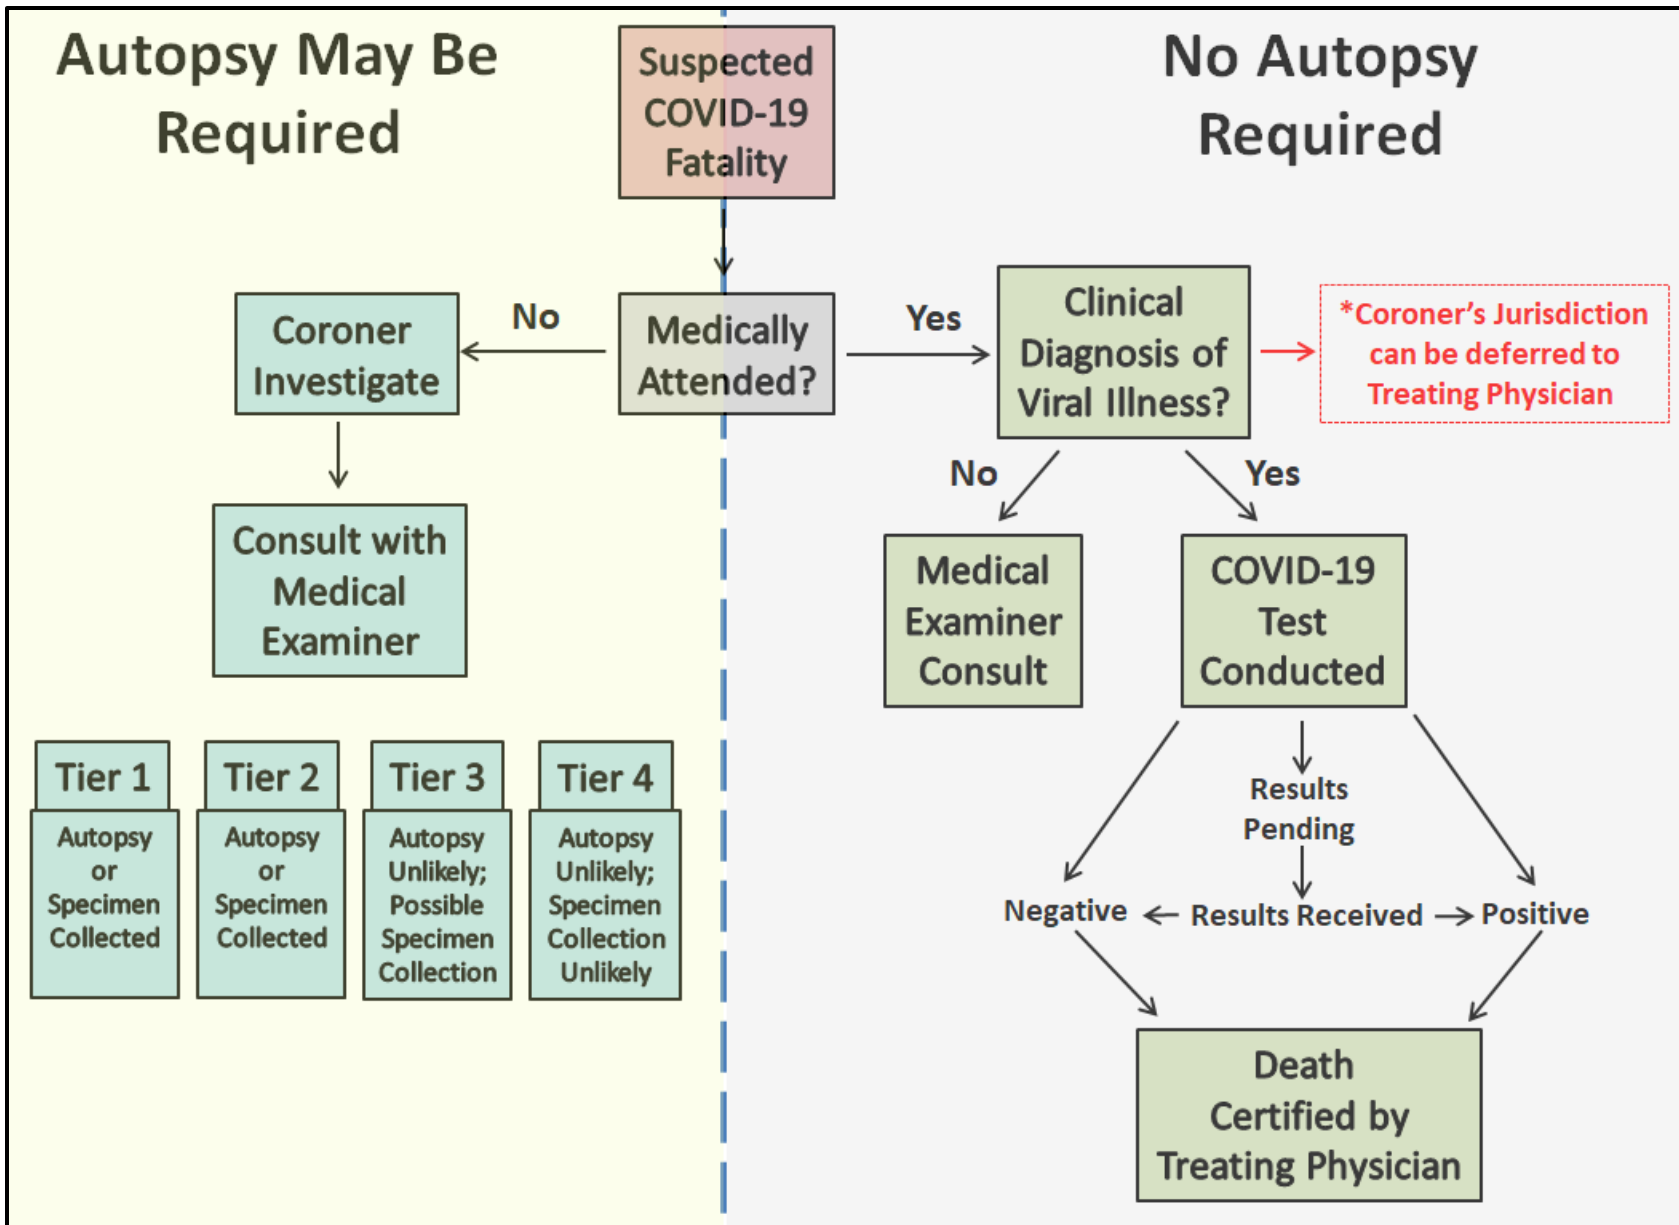 Autopsy May Be
Required
Suspected
COVID-19
Fatality
No Autopsy
Required
Coroner
Investigate
No
Medically
Attended?
Yes
Clinical
Diagnosis of
Viral Illness?
*Coroner's Jurisdiction
can be deferred to
Treating Physician
Consult with
Medical
Examiner
No
Yes
Medical
Examiner
Consult
COVID-19
Test
Conducted
Tier 1
Autopsy
or
Specimen
Collected
Tier 2
Autopsy
or
Specimen
Collected
Tier 3
Autopsy
Unlikely;
Possible
Specimen
Collection
Tier 4
Autopsy
Unlikely;
Specimen
Collection
Unlikely
Results
Pending
Negative
Results Received
Positive
Death
Certified by
Treating Physician